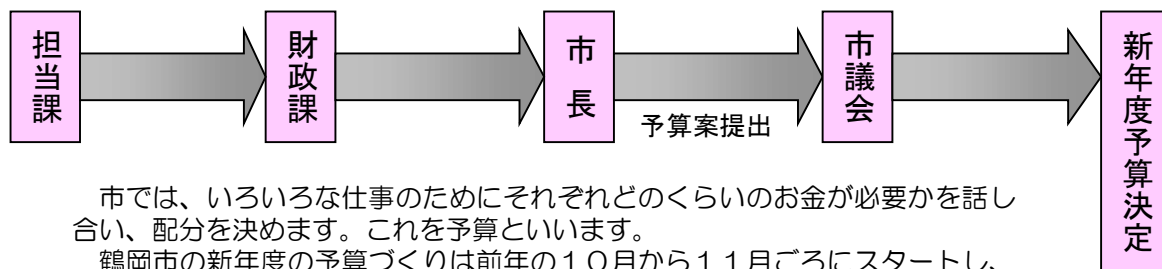 担当課
財政課
市長
予算案提出
市議会
新年度予算決定
　市では、いろいろな仕事のためにそれぞれどのくらいのお金が必要かを話し
合い、配分を決めます。これを予算といいます。
　鶴岡市の新年度の予算づくりは前年の１０月から１１月ごろにスタートし、